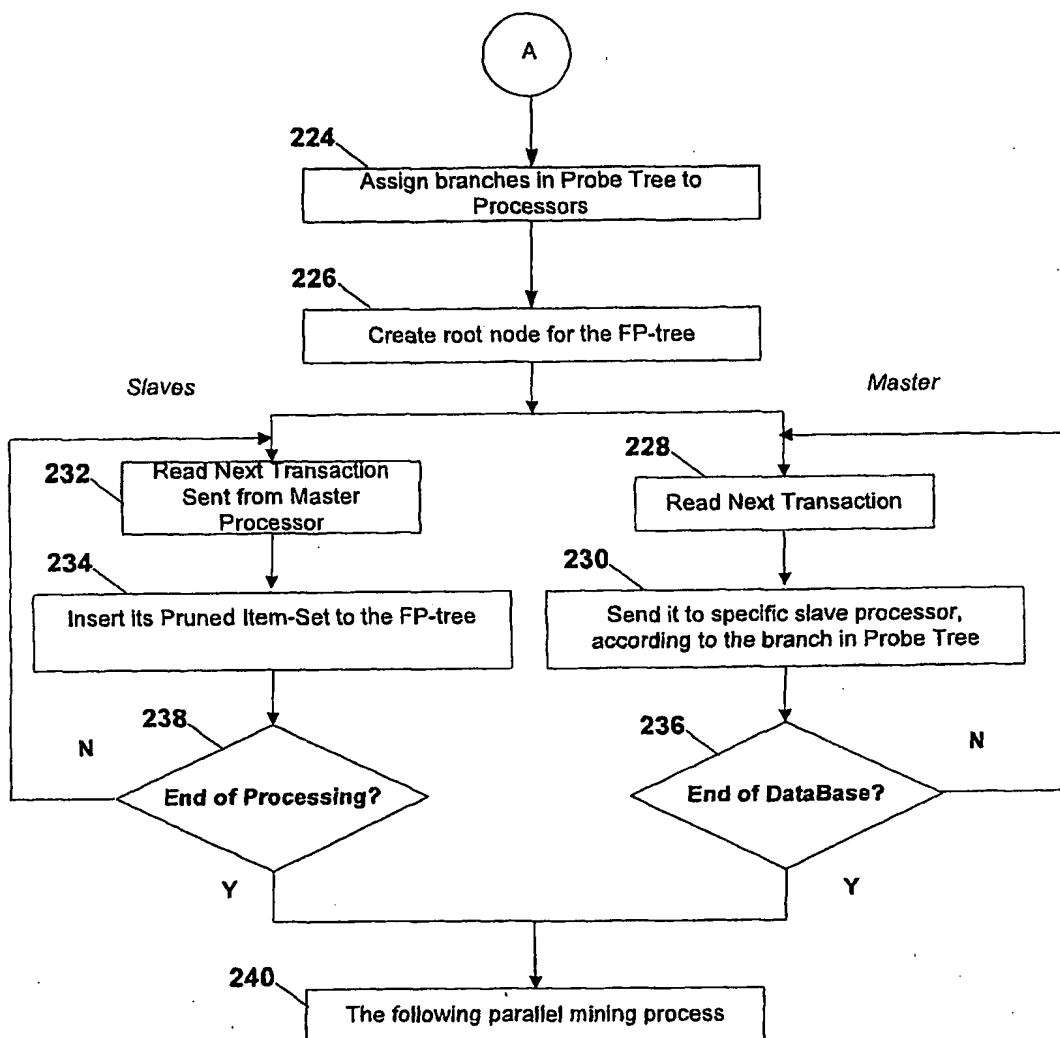 A
224
Assign branches in Probe Tree to
Processors
226
Create root node for the FP-tree
Slaves
Master
232
Read Next Transaction
Sent from Master
Processor
228
Read Next Transaction
234
Insert its Pruned Item-Set to the FP-tree
230
Send it to specific slave processor,
according to the branch in Probe Tree
238
N
End of Processing?
Y
236
N
End of DataBase?
Y
240
The following parallel mining process